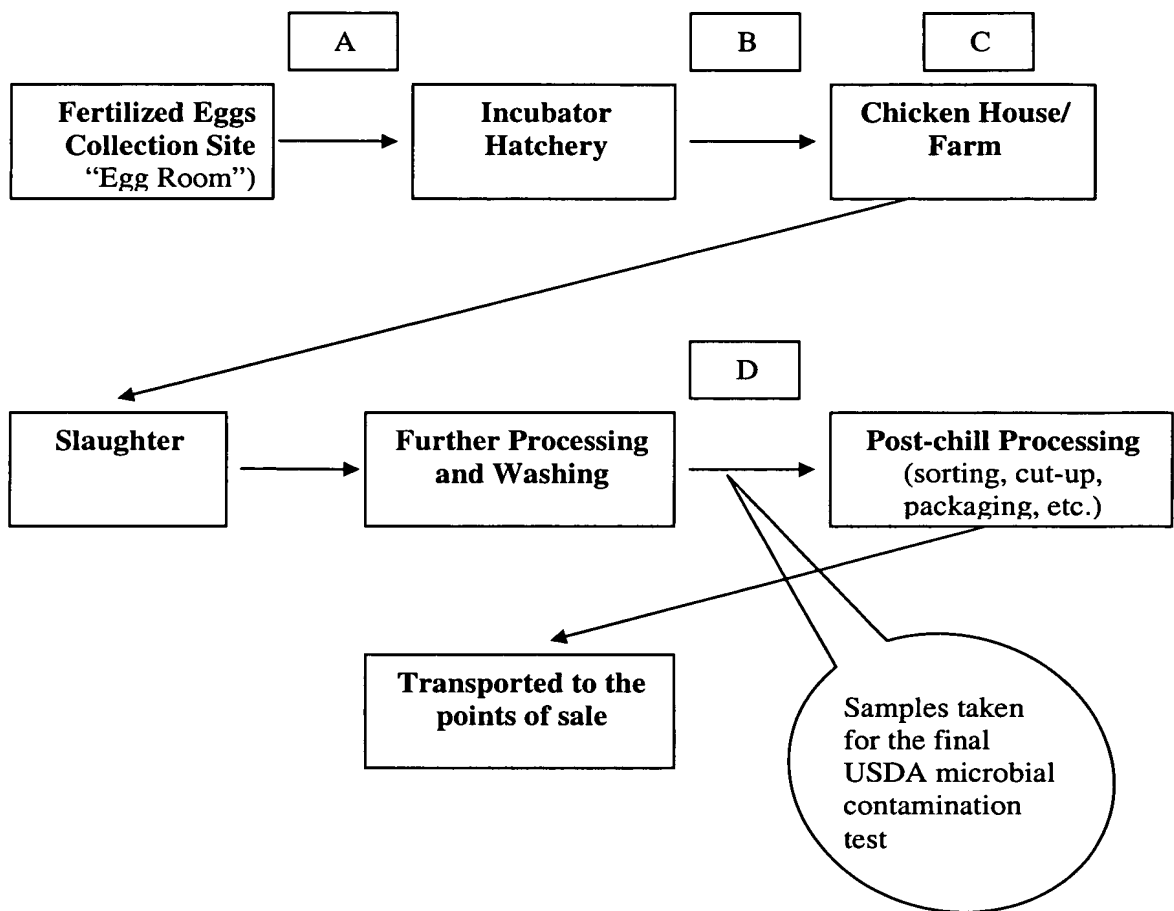 A
B
C
Fertilized Eggs
Collection Site
“Egg Room”)
Incubator
Hatchery
Chicken House/
Farm
D
Slaughter
Further Processing
and Washing
Post-chill Processing
(sorting, cut-up,
packaging, etc.)
Transported to the
points of sale
Samples taken
for the final
USDA microbial
contamination
test